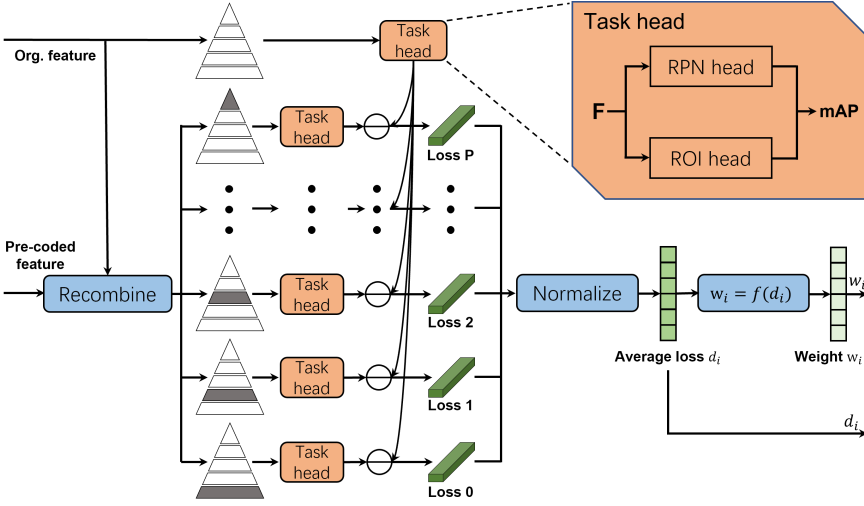 Org. feature
Task
head
Task head
RPN head
F
mAP
ROI head
Task
head
Loss P
Pre-coded
feature
Recombine
Task
head
Loss 2
Normalize
wᵢ = f(dᵢ)
wᵢ
Average loss dᵢ
Weight wᵢ
Task
head
Loss 1
dᵢ
Task
head
Loss 0